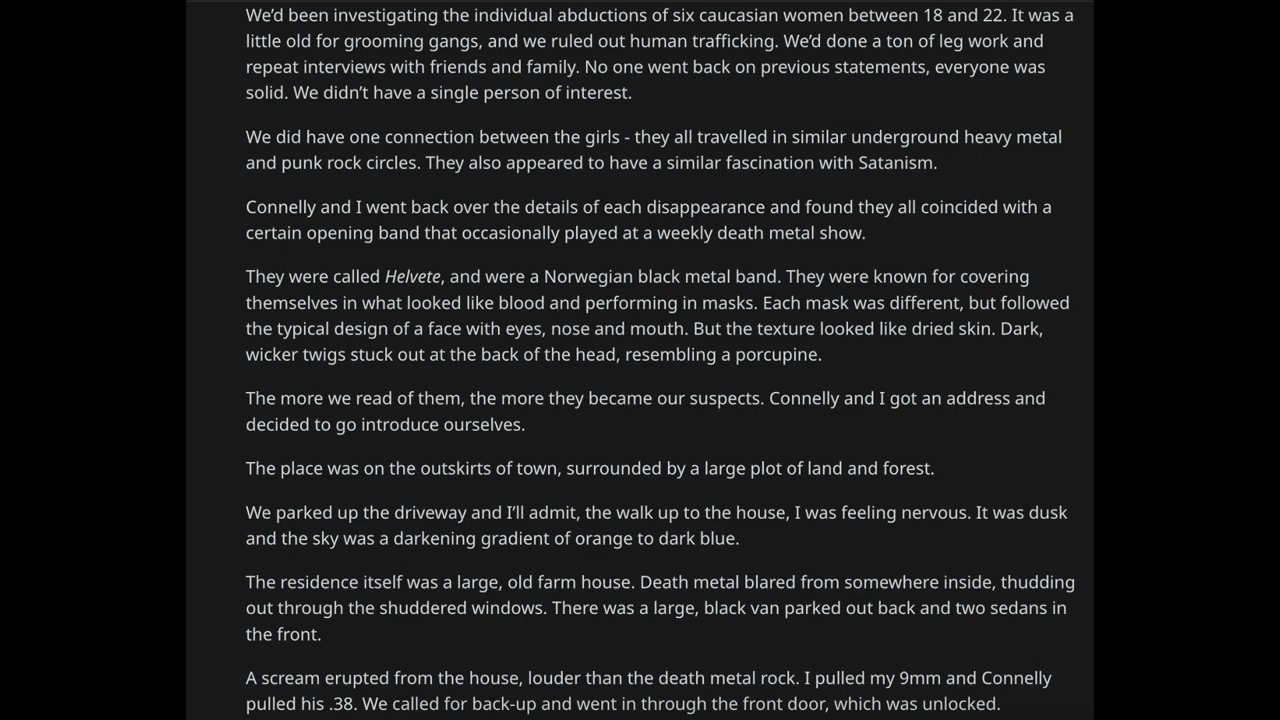 We’d been investigating the individual abductions of six caucasian women between 18 and 22. It was a
little old for grooming gangs, and we ruled out human trafficking. We’d done a ton of leg work and
repeat interviews with friends and family. No one went back on previous statements, everyone was
solid. We didn’t have a single person of interest.
We did have one connection between the girls - they all travelled in similar underground heavy metal
and punk rock circles. They also appeared to have a similar fascination with Satanism.
Connelly and I went back over the details of each disappearance and found they all coincided with a
certain opening band that occasionally played at a weekly death metal show.
They were called Helvete, and were a Norwegian black metal band. They were known for covering
themselves in what looked like blood and performing in masks. Each mask was different, but followed
the typical design of a face with eyes, nose and mouth. But the texture looked like dried skin. Dark,
wicker twigs stuck out at the back of the head, resembling a porcupine.
The more we read of them, the more they became our suspects. Connelly and I got an address and
decided to go introduce ourselves.
The place was on the outskirts of town, surrounded by a large plot of land and forest.
We parked up the driveway and I’ll admit, the walk up to the house, I was feeling nervous. It was dusk
and the sky was a darkening gradient of orange to dark blue.
The residence itself was a large, old farm house. Death metal blared from somewhere inside, thudding
out through the shuddered windows. There was a large, black van parked out back and two sedans in
the front.
A scream erupted from the house, louder than the death metal rock. I pulled my 9mm and Connelly
pulled his .38. We called for back-up and went in through the front door, which was unlocked.